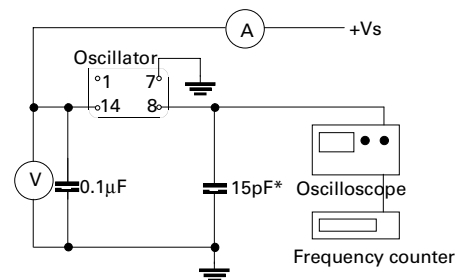 A
+Vs
Oscillator
1 7
14 8
V
0.1μF
15pF*
Oscilloscope
Frequency counter